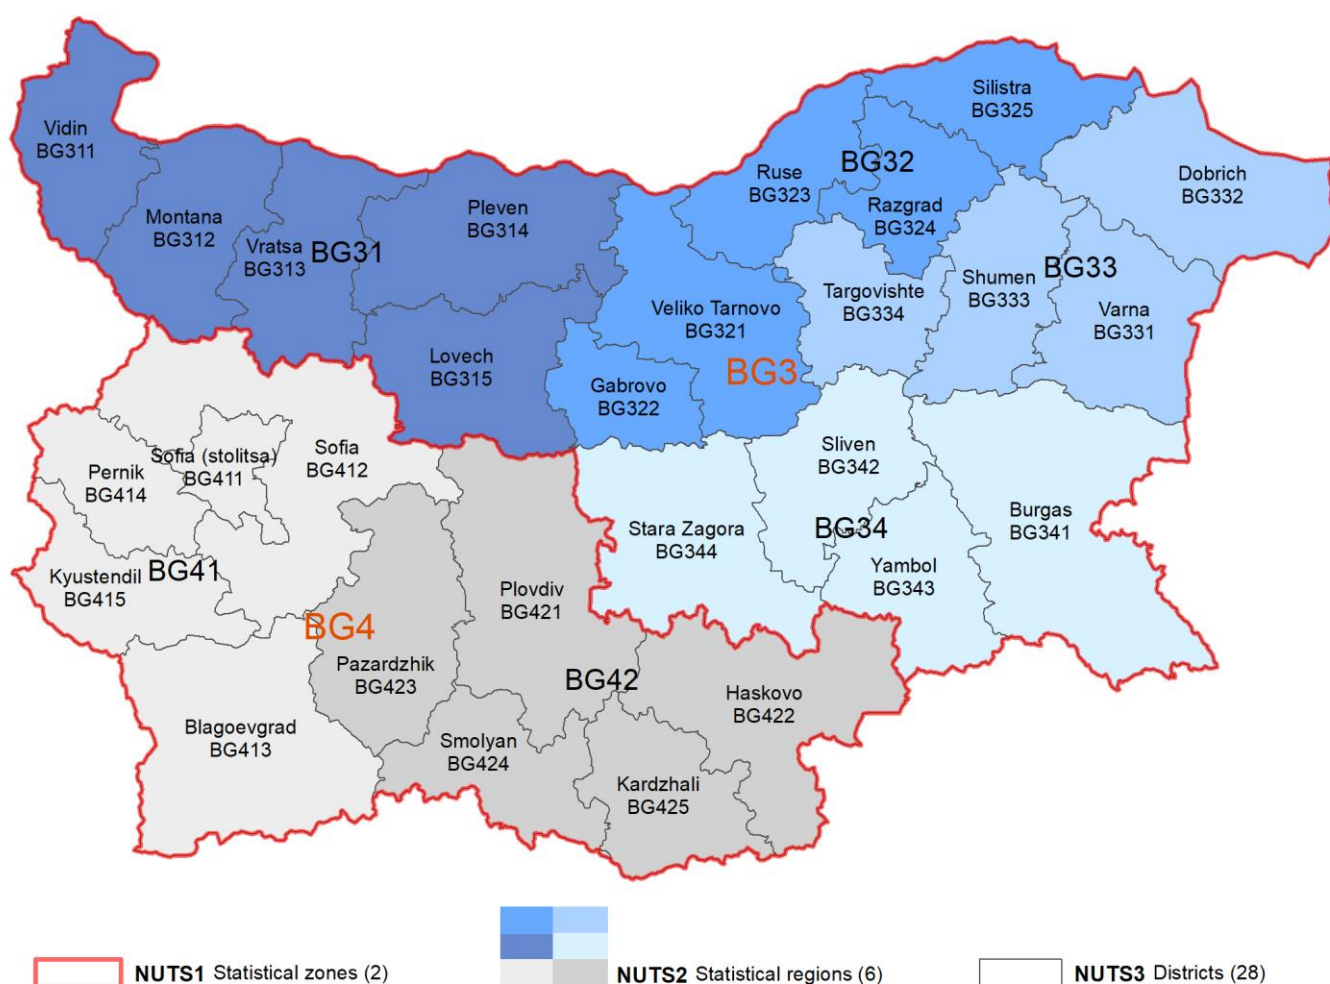 Vidin
BG311
Montana
BG312
Vratsa
BG313
BG31
Pleven
BG314
Lovech
BG315
Silistra
BG325
Ruse
BG323
BG32
Razgrad
BG324
Veliko Tarnovo
BG321
BG3
Gabrovo
BG322
Dobrich
BG332
Targovishte
BG334
Shumen
BG333
BG33
Varna
BG331
Sliven
BG342
Stara Zagora
BG344
BG34
Yambol
BG343
Burgas
BG341
Sofia (stolitsa)
BG411
Sofia
BG412
Pernik
BG414
Kyustendil
BG415
BG41
BG4
Blagoevgrad
BG413
Pazardzhik
BG423
Plovdiv
BG421
BG42
Smolyan
BG424
Kardzhali
BG425
Haskovo
BG422
NUTS1 Statistical zones (2)
NUTS2 Statistical regions (6)
NUTS3 Districts (28)